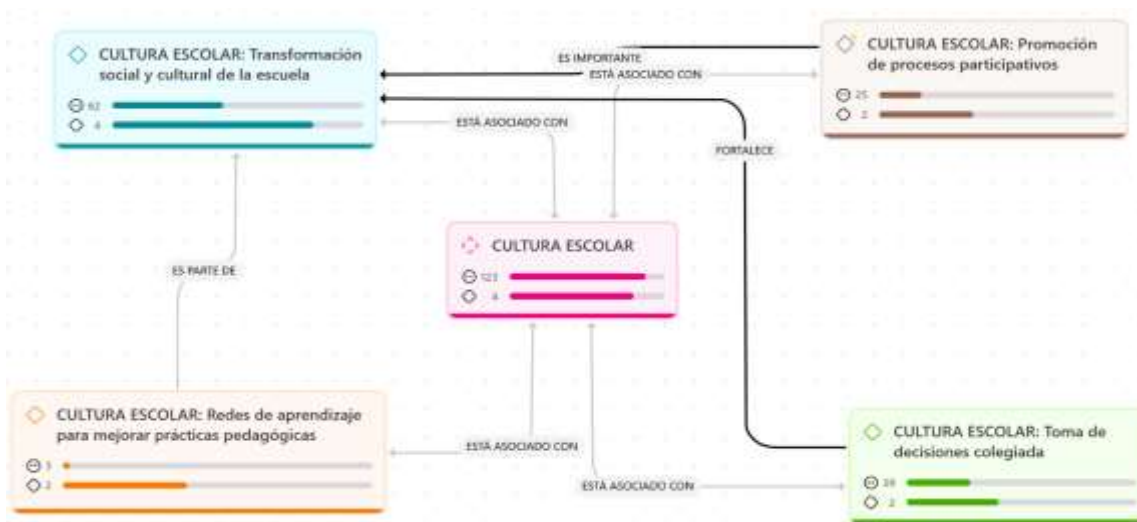 CULTURA ESCOLAR: Transformación
social y cultural de la escuela
62
4
ES IMPORTANTE
ESTÁ ASOCIADO CON
CULTURA ESCOLAR: Promoción
de procesos participativos
25
2
ESTÁ ASOCIADO CON
FORTALECE
CULTURA ESCOLAR
123
4
ES PARTE DE
CULTURA ESCOLAR: Redes de aprendizaje
para mejorar prácticas pedagógicas
3
2
ESTÁ ASOCIADO CON
ESTÁ ASOCIADO CON
CULTURA ESCOLAR: Toma de
decisiones colegiada
2